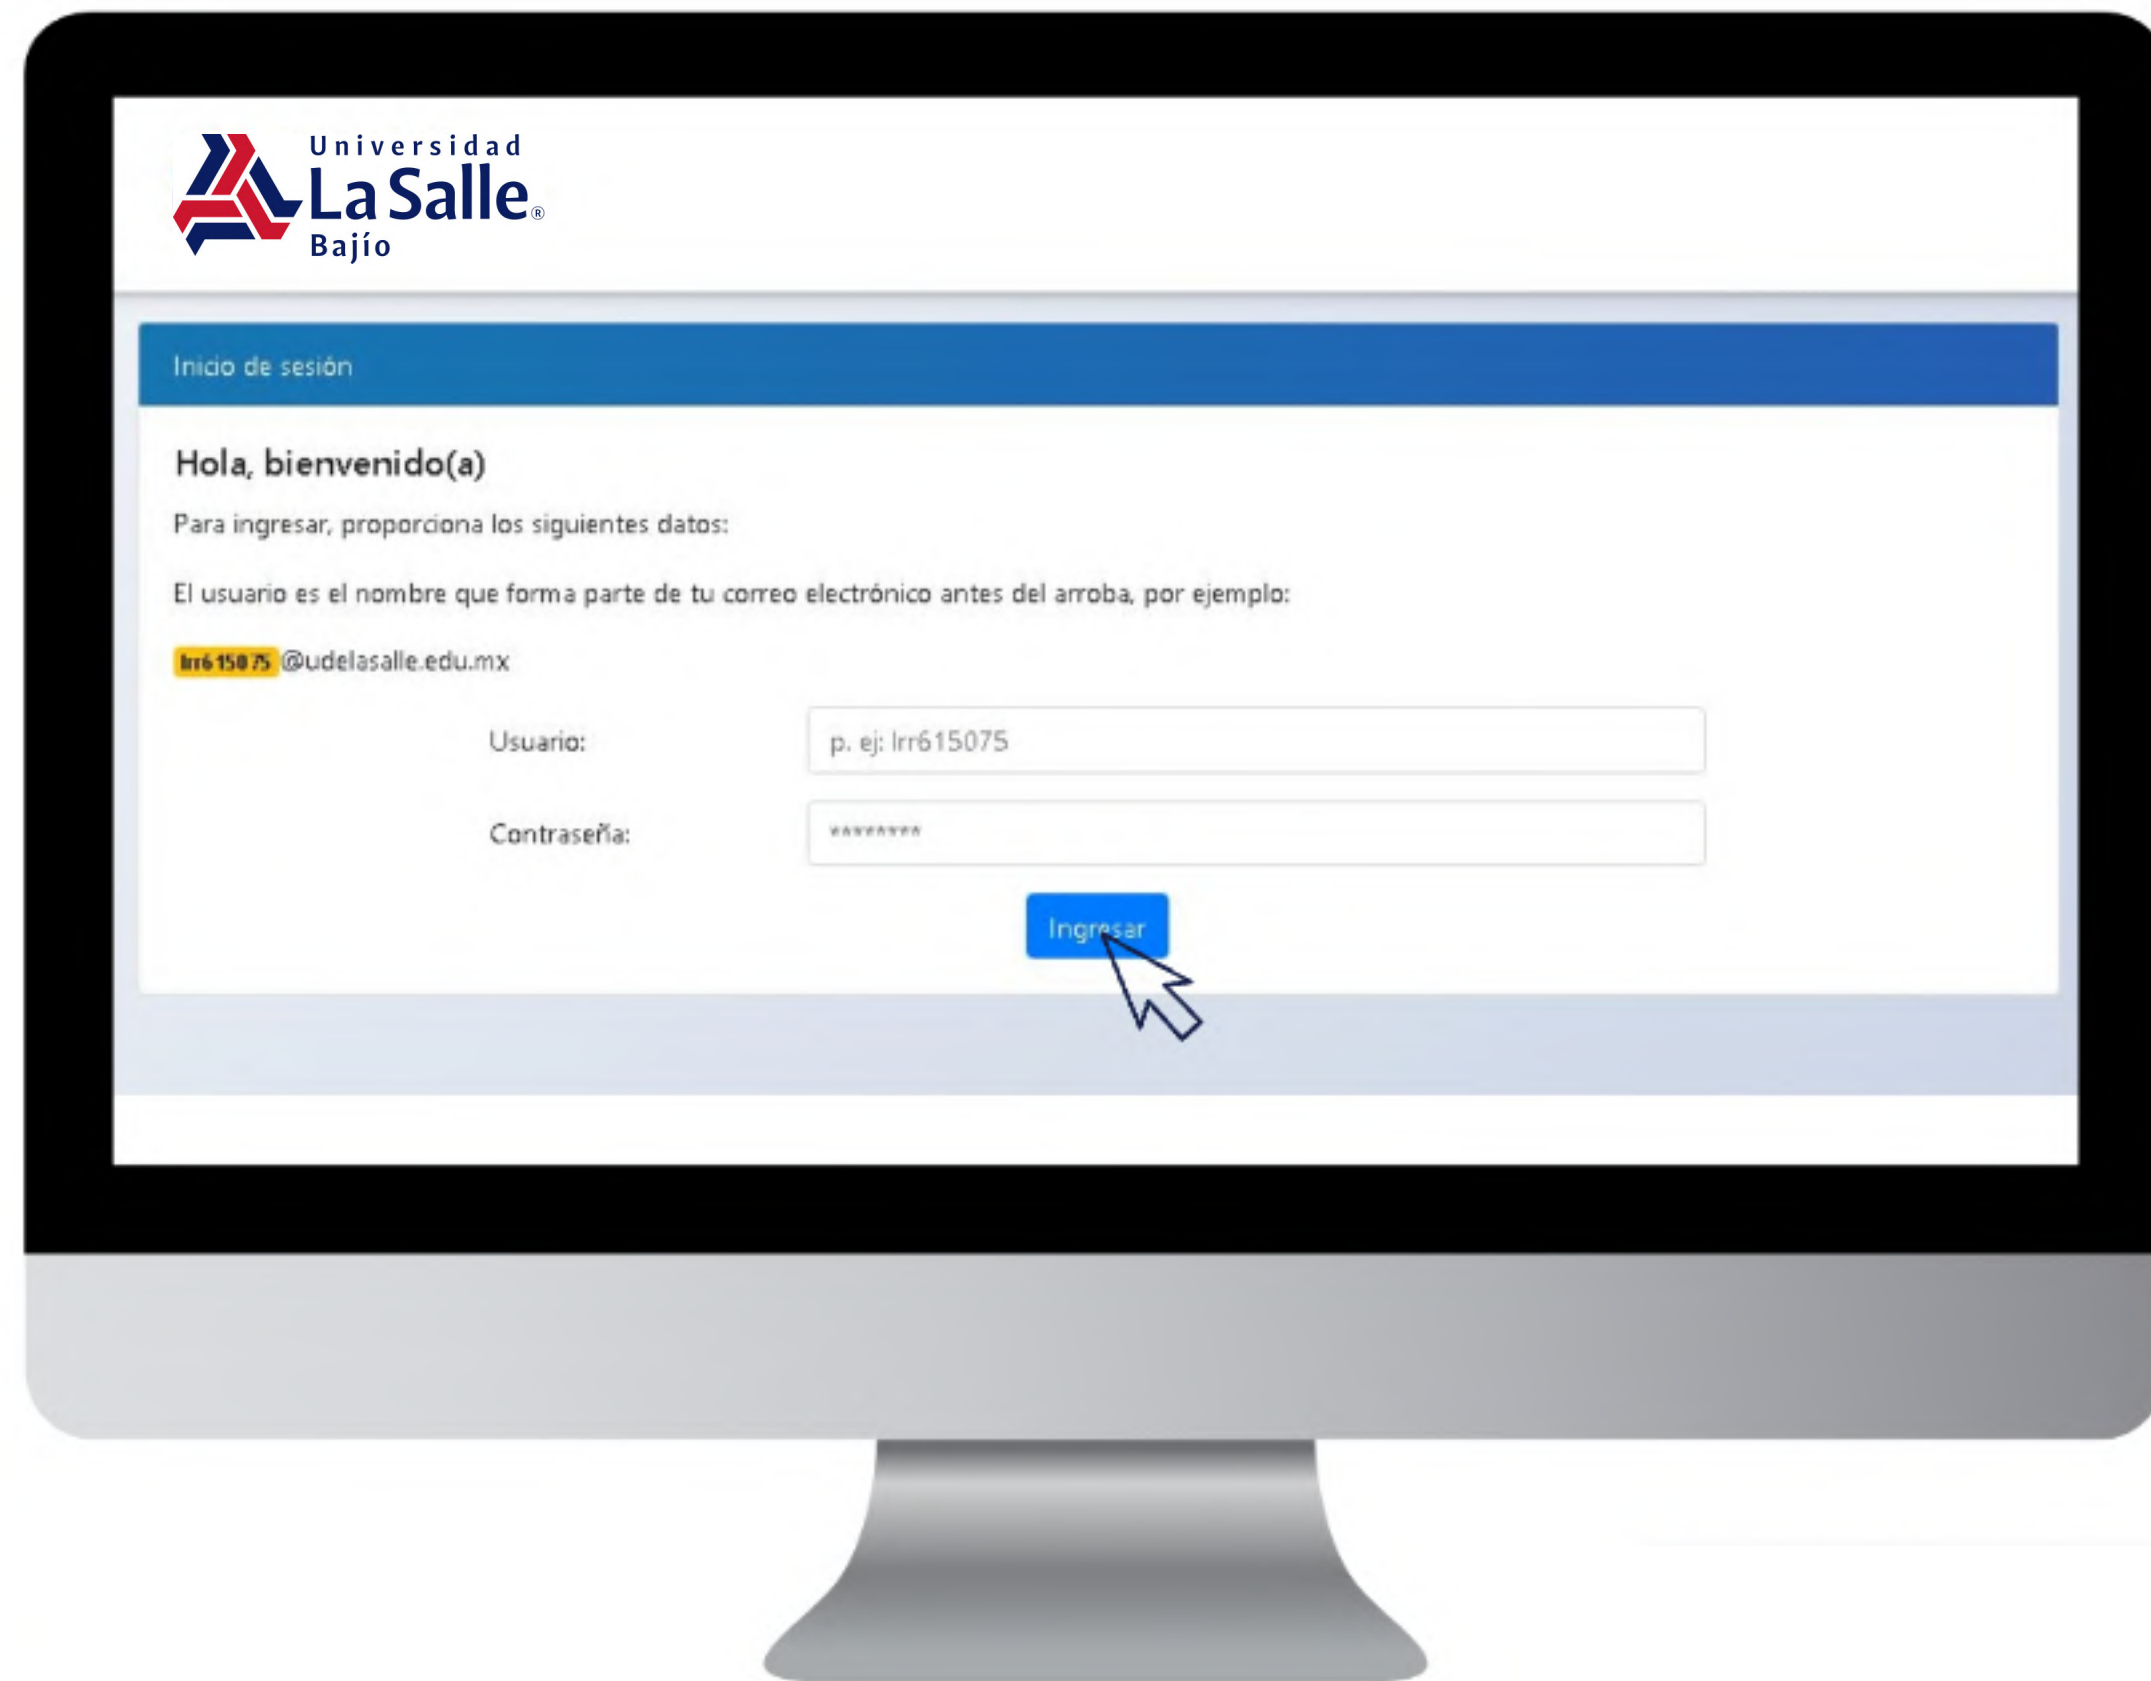 Universidad
La Salle®
Bajío
Inicio de sesión
Hola, bienvenido(a)
Para ingresar, proporciona los siguientes datos:
El usuario es el nombre que forma parte de tu correo electrónico antes del arroba, por ejemplo:
lrr615075@udelasalle.edu.mx
Usuario: p. ej: lrr615075
Contraseña: ********
Ingresar